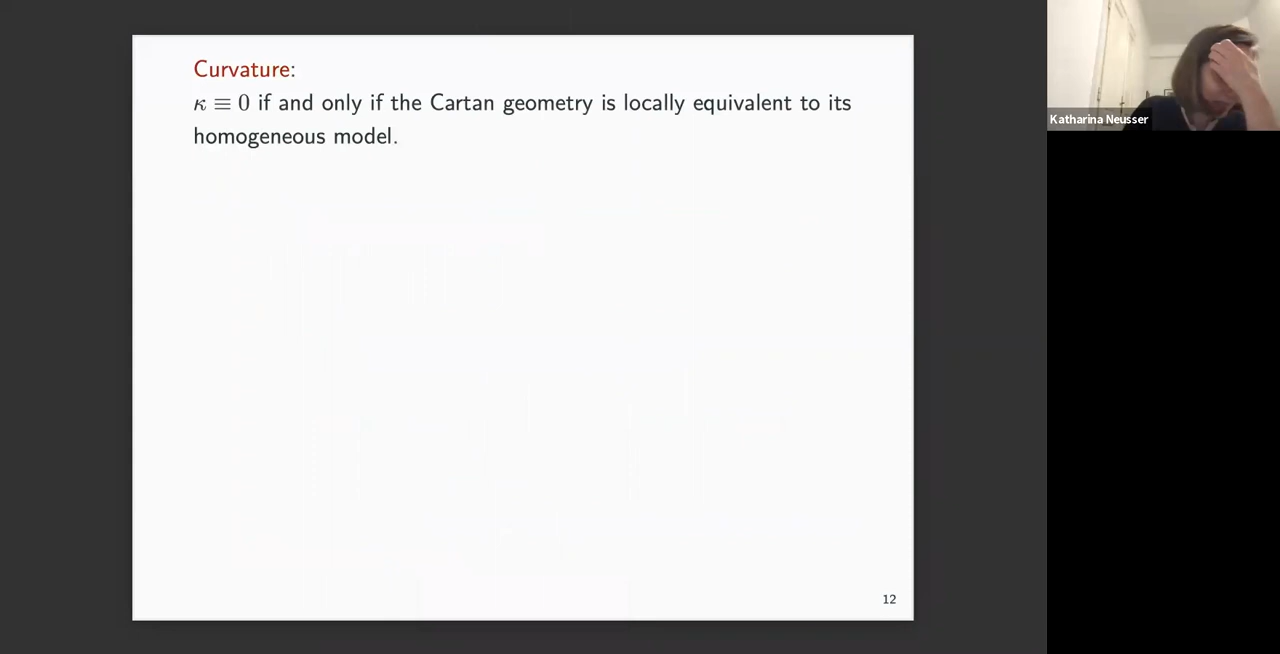 Curvature:
κ ≡ 0 if and only if the Cartan geometry is locally equivalent to its
homogeneous model.
12
Katharina Neusser